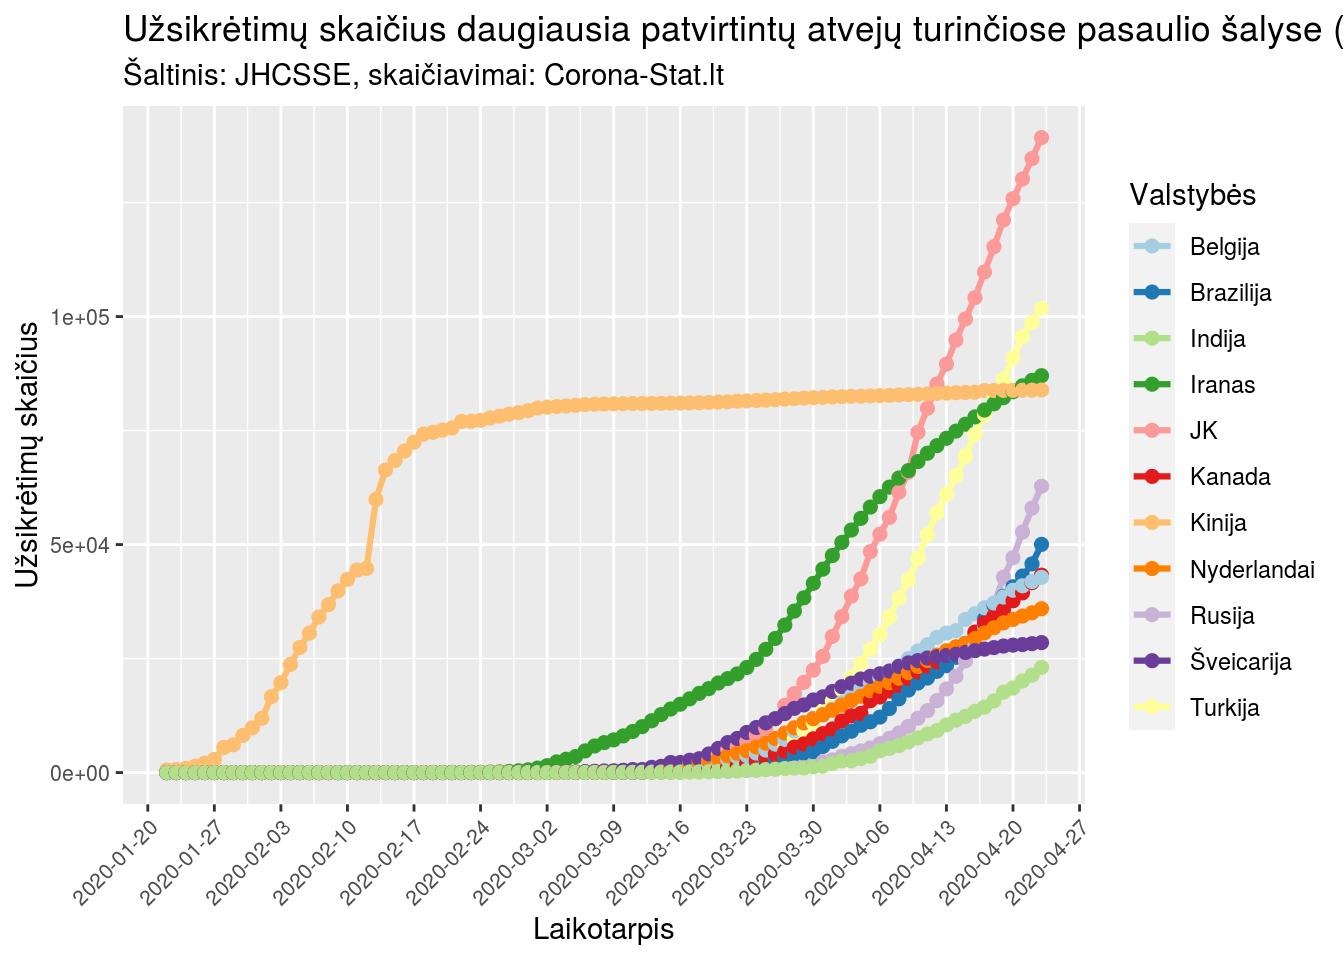 Užsikrėtimų skaičius daugiausia patvirtintų atvejų turinčiose pasaulio šalyse (
Šaltinis: JHCSSE, skaičiavimai: Corona-Stat.lt
Užsikrėtimų skaičius
1e+05
5e+04
0e+00
2020-01-20
2020-01-27
2020-02-03
2020-02-10
2020-02-17
2020-02-24
2020-03-02
2020-03-09
2020-03-16
2020-03-23
2020-03-30
2020-04-06
2020-04-13
2020-04-20
2020-04-27
Laikotarpis
Valstybės
Belgija
Brazilija
Indija
Iranas
JK
Kanada
Kinija
Nyderlandai
Rusija
Šveicarija
Turkija